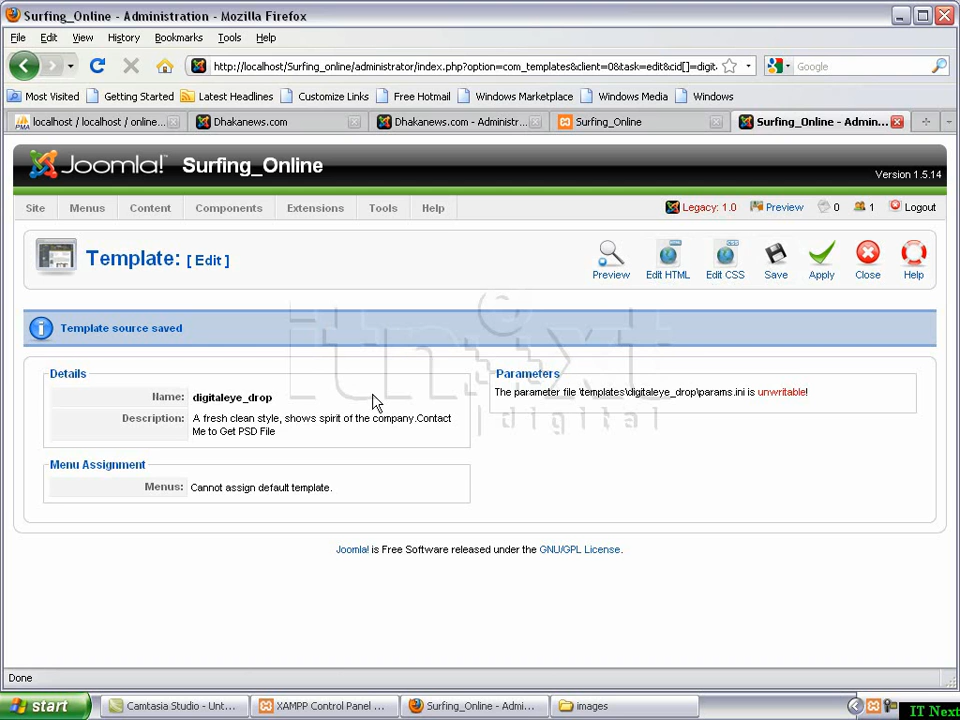 Surfing_Online - Administration - Mozilla Firefox
File Edit View History Bookmarks Tools Help
http://localhost/Surfing_online/administrator/index.php?option=com_templates&client=0&task=edit&cid[]=digit. Google
Most Visited Getting Started Latest Headlines Customize Links Free Hotmail Windows Marketplace Windows Media Windows
localhost / localhost / online... Dhakanews.com Dhakanews.com - Administr... Surfing_Online Surfing_Online - Admin...
Joomla! Surfing_Online
Version 1.5.14
Site Menus Content Components Extensions Tools Help Legacy: 1.0 Preview 0 1 Logout
Template: [ Edit ]
Preview Edit HTML Edit CSS Save Apply Close Help
Template source saved
itnext
digital
Details
Name: digitaleye_drop
Description: A fresh clean style, shows spirit of the company.Contact
Me to Get PSD File
Parameters
The parameter file \templates\digitaleye_drop\params.ini is unwritable!
Menu Assignment
Menus: Cannot assign default template.
Joomla! is Free Software released under the GNU/GPL License.
Done
start Camtasia Studio - Unt... XAMPP Control Panel ... Surfing_Online - Admi... images IT Next